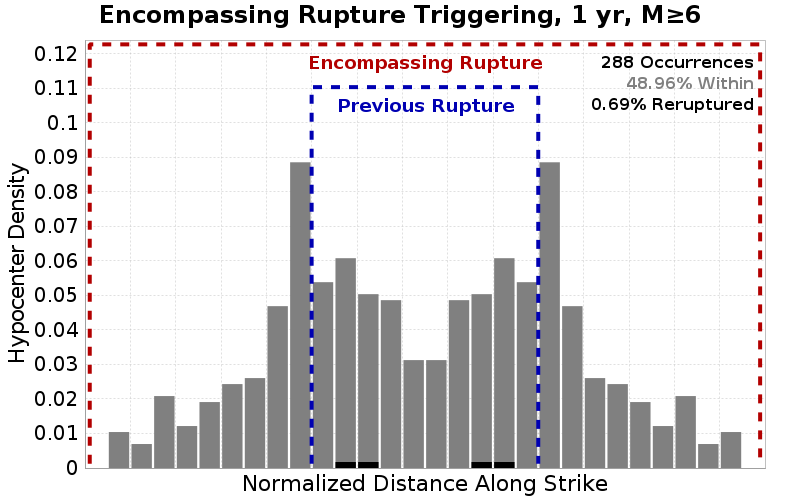 Encompassing Rupture Triggering, 1 yr, M≥6
Encompassing Rupture
288 Occurrences
48.96% Within
0.69% Reruptured
Previous Rupture
0.12
0.11
0.1
0.09
0.08
0.07
0.06
0.05
0.04
0.03
0.02
0.01
0
Hypocenter Density
Normalized Distance Along Strike